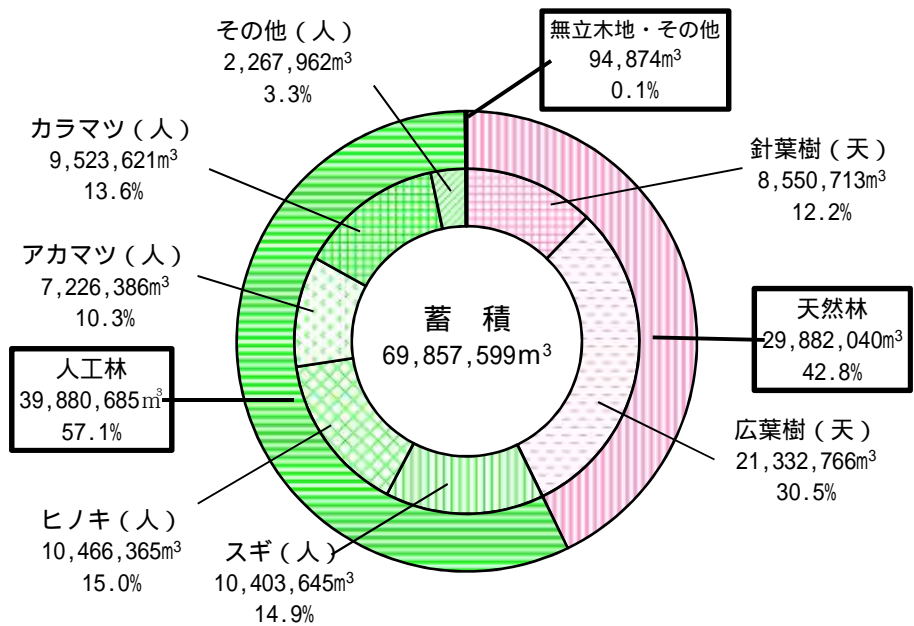 その他（人）
2,267,962m³
3.3%
無立木地・その他
94,874m³
0.1%
カラマツ（人）
9,523,621m³
13.6%
針葉樹（天）
8,550,713m³
12.2%
アカマツ（人）
7,226,386m³
10.3%
蓄 積
69,857,599m³
天然林
29,882,040m³
42.8%
人工林
39,880,685㎥
57.1%
広葉樹（天）
21,332,766m³
30.5%
ヒノキ（人）
10,466,365m³
15.0%
スギ（人）
10,403,645m³
14.9%